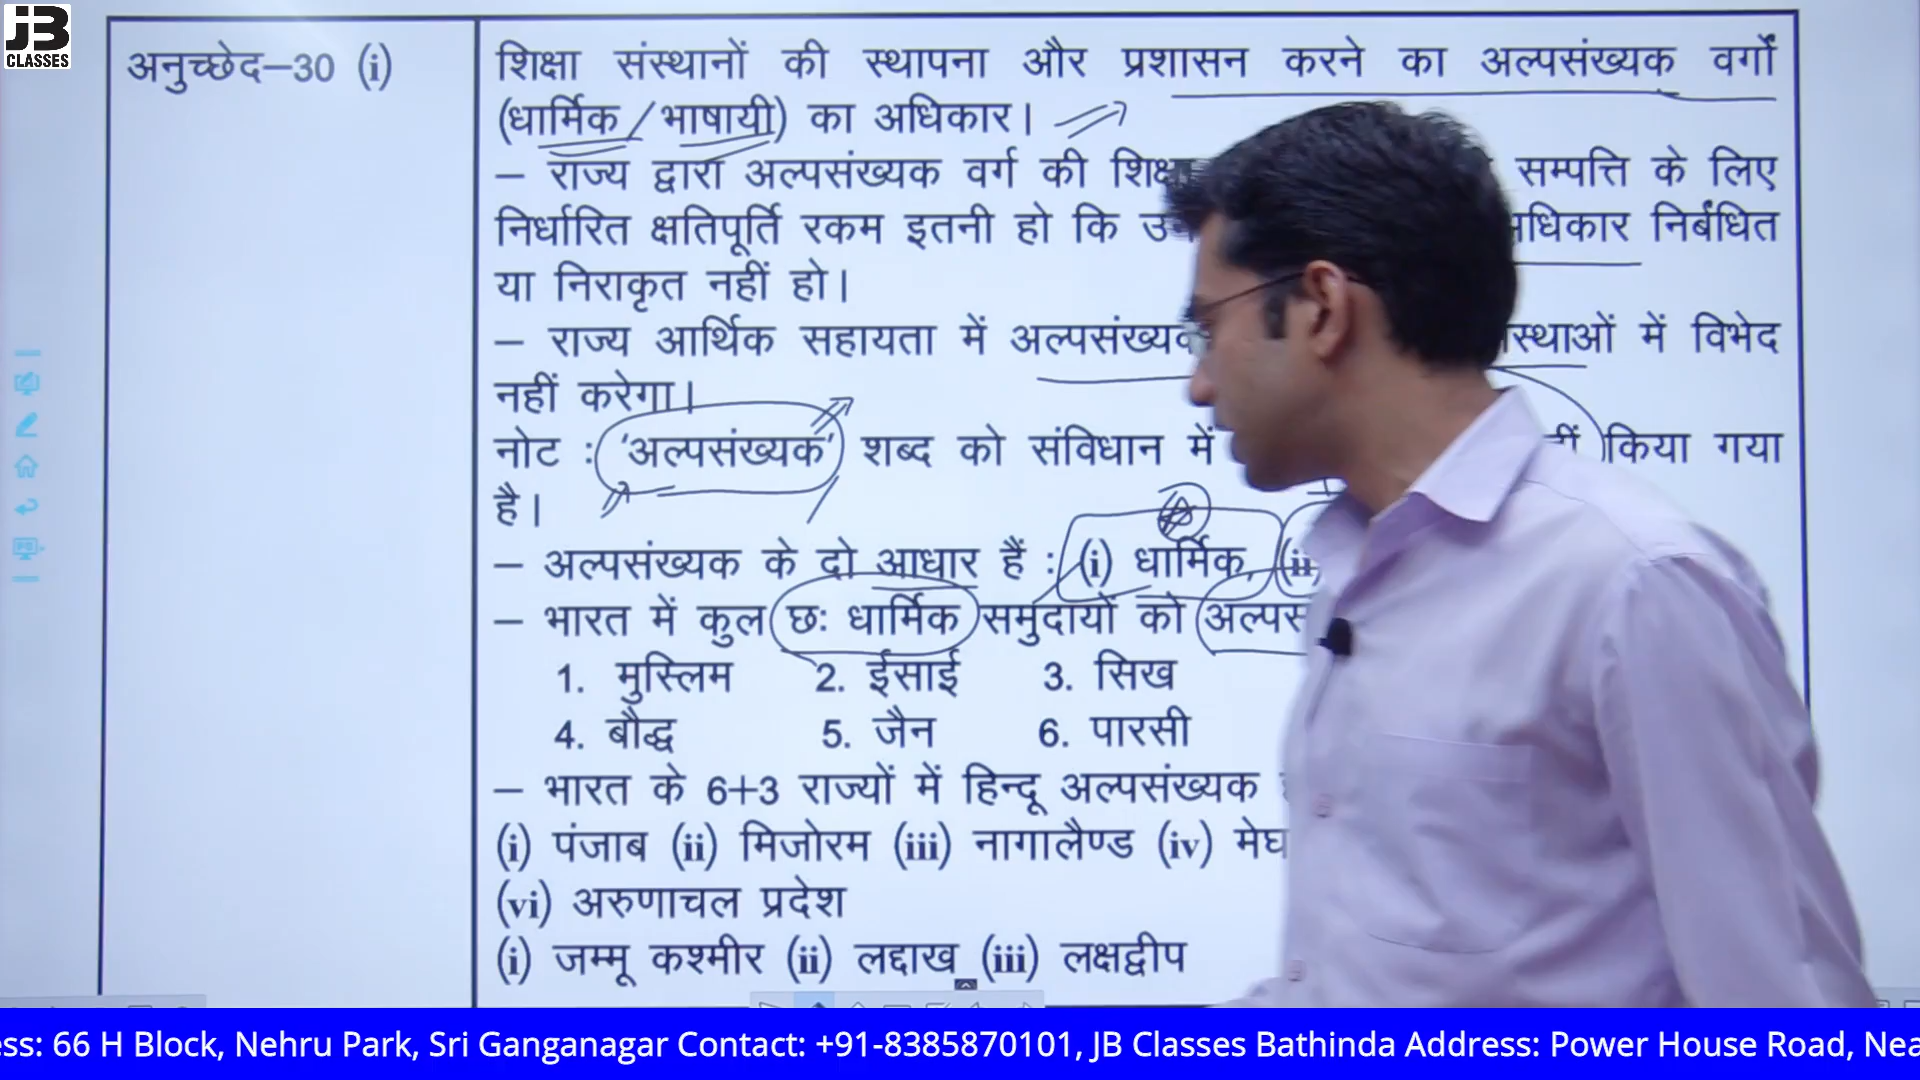 JB
CLASSES
अनुच्छेद–30 (i)
शिक्षा संस्थानों की स्थापना और प्रशासन करने का अल्पसंख्यक वर्गों
(धार्मिक/भाषायी) का अधिकार।
– राज्य द्वारा अल्पसंख्यक वर्ग की सम्पत्ति के लिए
निर्धारित क्षतिपूर्ति रकम इतनी हो कि निर्बंधित
या निराकृत नहीं हो।
– राज्य आर्थिक सहायता में में विभेद
नहीं करेगा।
नोट : 'अल्पसंख्यक' शब्द को संविधान में किया गया
है।
– अल्पसंख्यक के दो आधार हैं : (i) धार्मिक,
– भारत में कुल छः धार्मिक समुदायों को
1. मुस्लिम 2. ईसाई 3. सिख
4. बौद्ध 5. जैन 6. पारसी
– भारत के 6+3 राज्यों में हिन्दू अल्पसंख्यक
(i) पंजाब (ii) मिजोरम (iii) नागालैण्ड (iv)
(vi) अरुणाचल प्रदेश
(i) जम्मू कश्मीर (ii) लद्दाख (iii) लक्षद्वीप
66 H Block, Nehru Park, Sri Ganganagar Contact: +91-8385870101, JB Classes Bathinda Address: Power House Road,